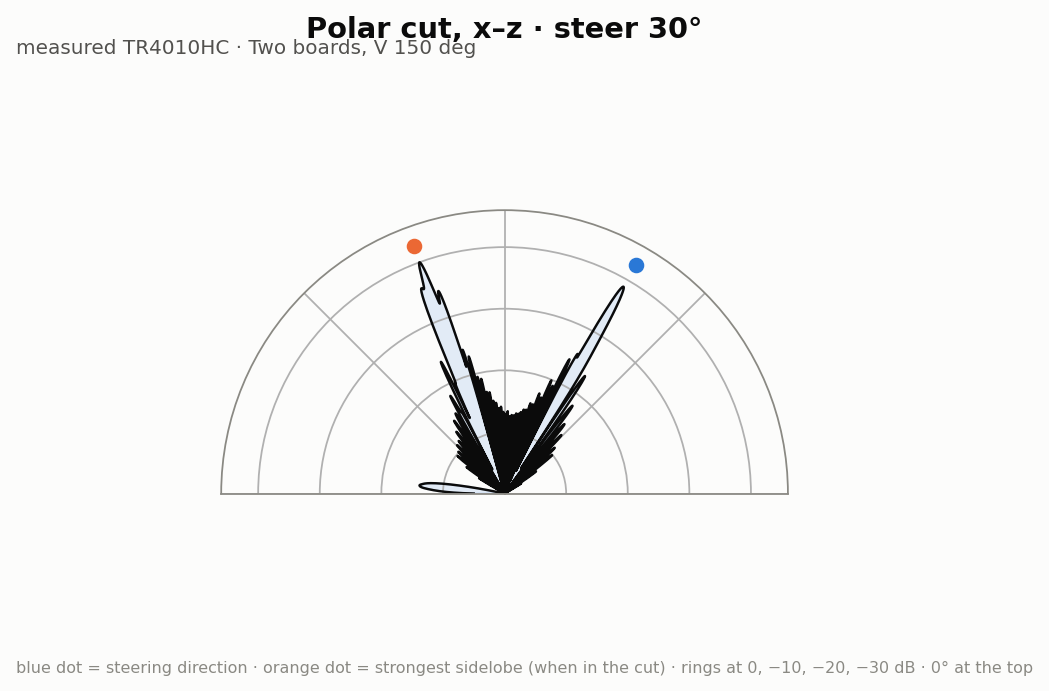 Polar cut, x–z · steer 30°
measured TR4010HC · Two boards, V 150 deg
blue dot = steering direction · orange dot = strongest sidelobe (when in the cut) · rings at 0, −10, −20, −30 dB · 0° at the top